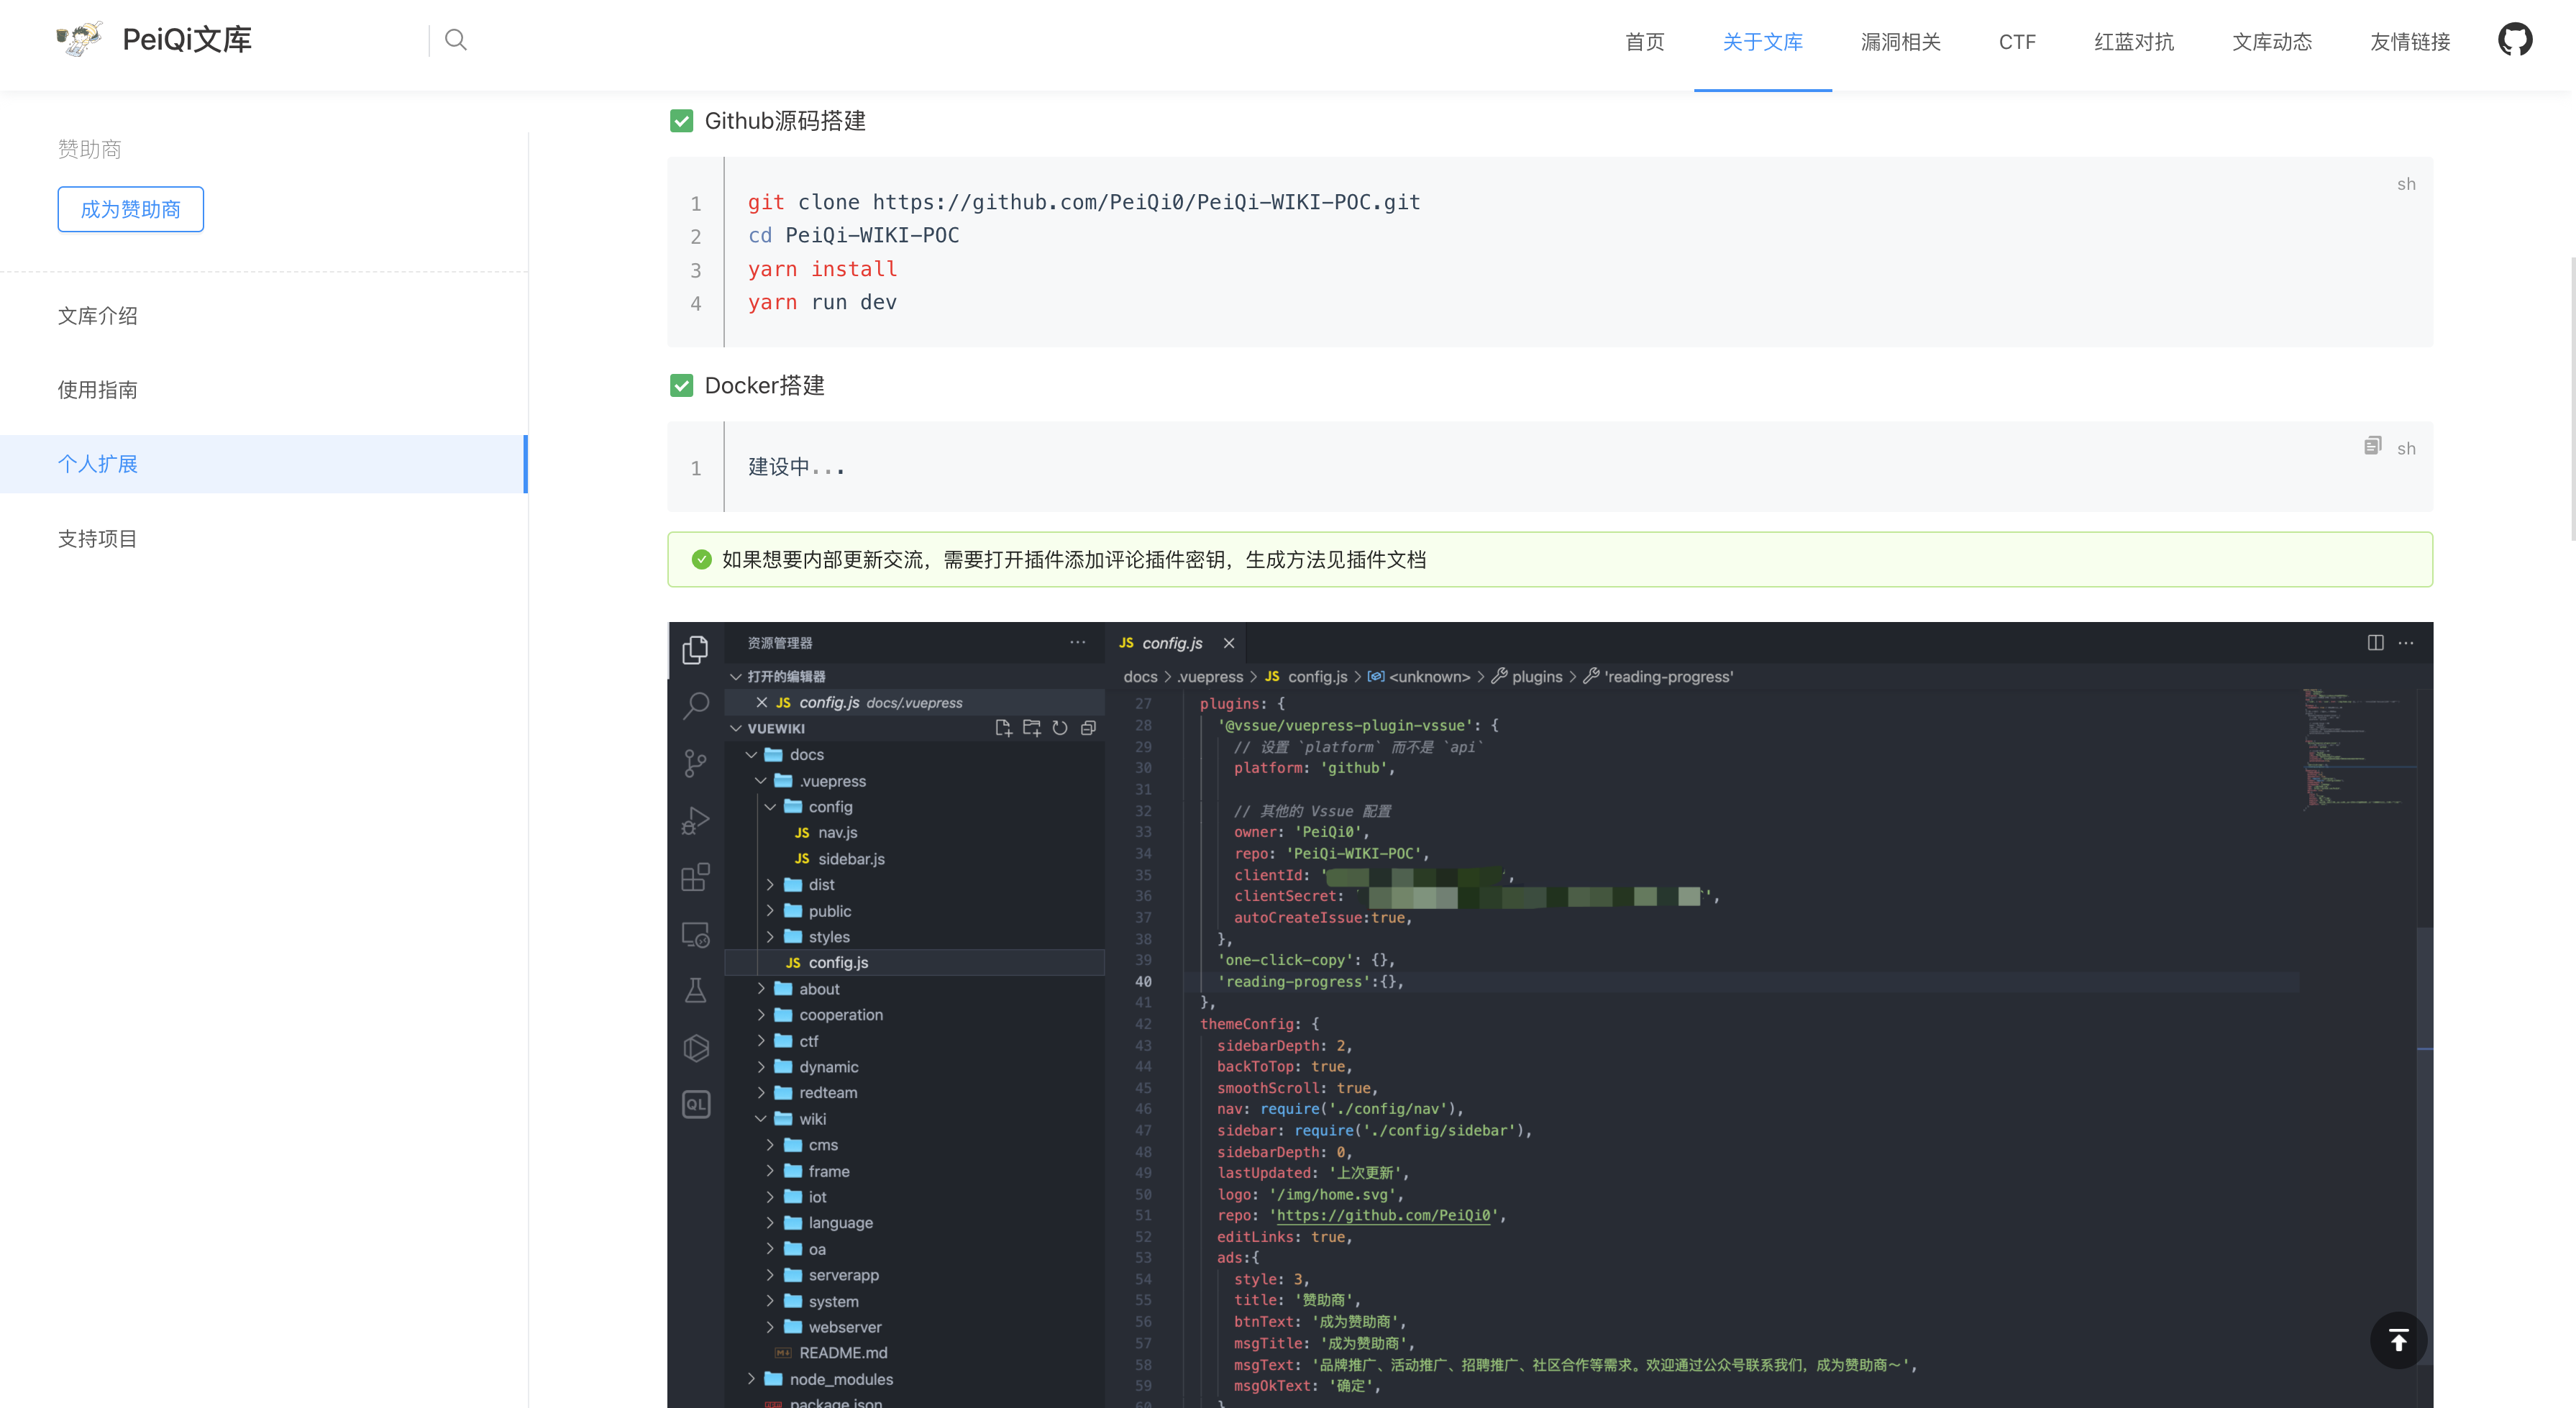 PeiQi文库
首页 关于文库 漏洞相关 CTF 红蓝对抗 文库动态 友情链接
赞助商
成为赞助商
文库介绍
使用指南
个人扩展
支持项目
Github源码搭建
sh
1 git clone https://github.com/PeiQi0/PeiQi-WIKI-POC.git
2 cd PeiQi-WIKI-POC
3 yarn install
4 yarn run dev
Docker搭建
sh
1 建设中...
如果想要内部更新交流，需要打开插件添加评论插件密钥，生成方法见插件文档
资源管理器
打开的编辑器
JS config.js docs/.vuepress
VUEWIKI
docs
.vuepress
config
JS nav.js
JS sidebar.js
dist
public
styles
JS config.js
about
cooperation
ctf
dynamic
redteam
wiki
cms
frame
iot
language
oa
serverapp
system
webserver
README.md
node_modules
package.json
QL
JS config.js
docs > .vuepress > JS config.js > <unknown> > plugins > 'reading-progress'
27 plugins: {
28 '@vssue/vuepress-plugin-vssue': {
29 // 设置 `platform` 而不是 `api`
30 platform: 'github',
31
32 // 其他的 Vssue 配置
33 owner: 'PeiQi0',
34 repo: 'PeiQi-WIKI-POC',
35 clientId: '',
36 clientSecret: '',
37 autoCreateIssue:true,
38 },
39 'one-click-copy': {},
40 'reading-progress':{},
41 },
42 themeConfig: {
43 sidebarDepth: 2,
44 backToTop: true,
45 smoothScroll: true,
46 nav: require('./config/nav'),
47 sidebar: require('./config/sidebar'),
48 sidebarDepth: 0,
49 lastUpdated: '上次更新',
50 logo: '/img/home.svg',
51 repo: 'https://github.com/PeiQi0',
52 editLinks: true,
53 ads:{
54 style: 3,
55 title: '赞助商',
56 btnText: '成为赞助商',
57 msgTitle: '成为赞助商',
58 msgText: '品牌推广、活动推广、招聘推广、社区合作等需求。欢迎通过公众号联系我们，成为赞助商～',
59 msgOkText: '确定',
60 }